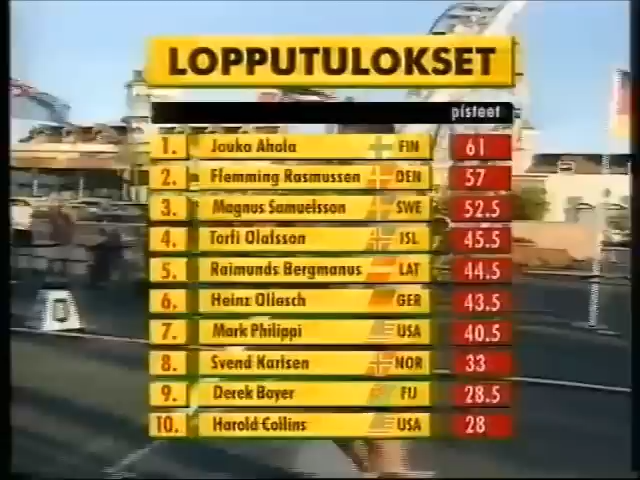 LOPPUTULOKSET
pisteet
1. Jouko Ahola FIN 61
2. Flemming Rasmussen DEN 57
3. Magnus Samuelsson SWE 52.5
4. Torfi Olafsson ISL 45.5
5. Raimunds Bergmanus LAT 44.5
6. Heinz Ollesch GER 43.5
7. Mark Philippi USA 40.5
8. Svend Karlsen NOR 33
9. Derek Boyer FIJ 28.5
10. Harold Collins USA 28